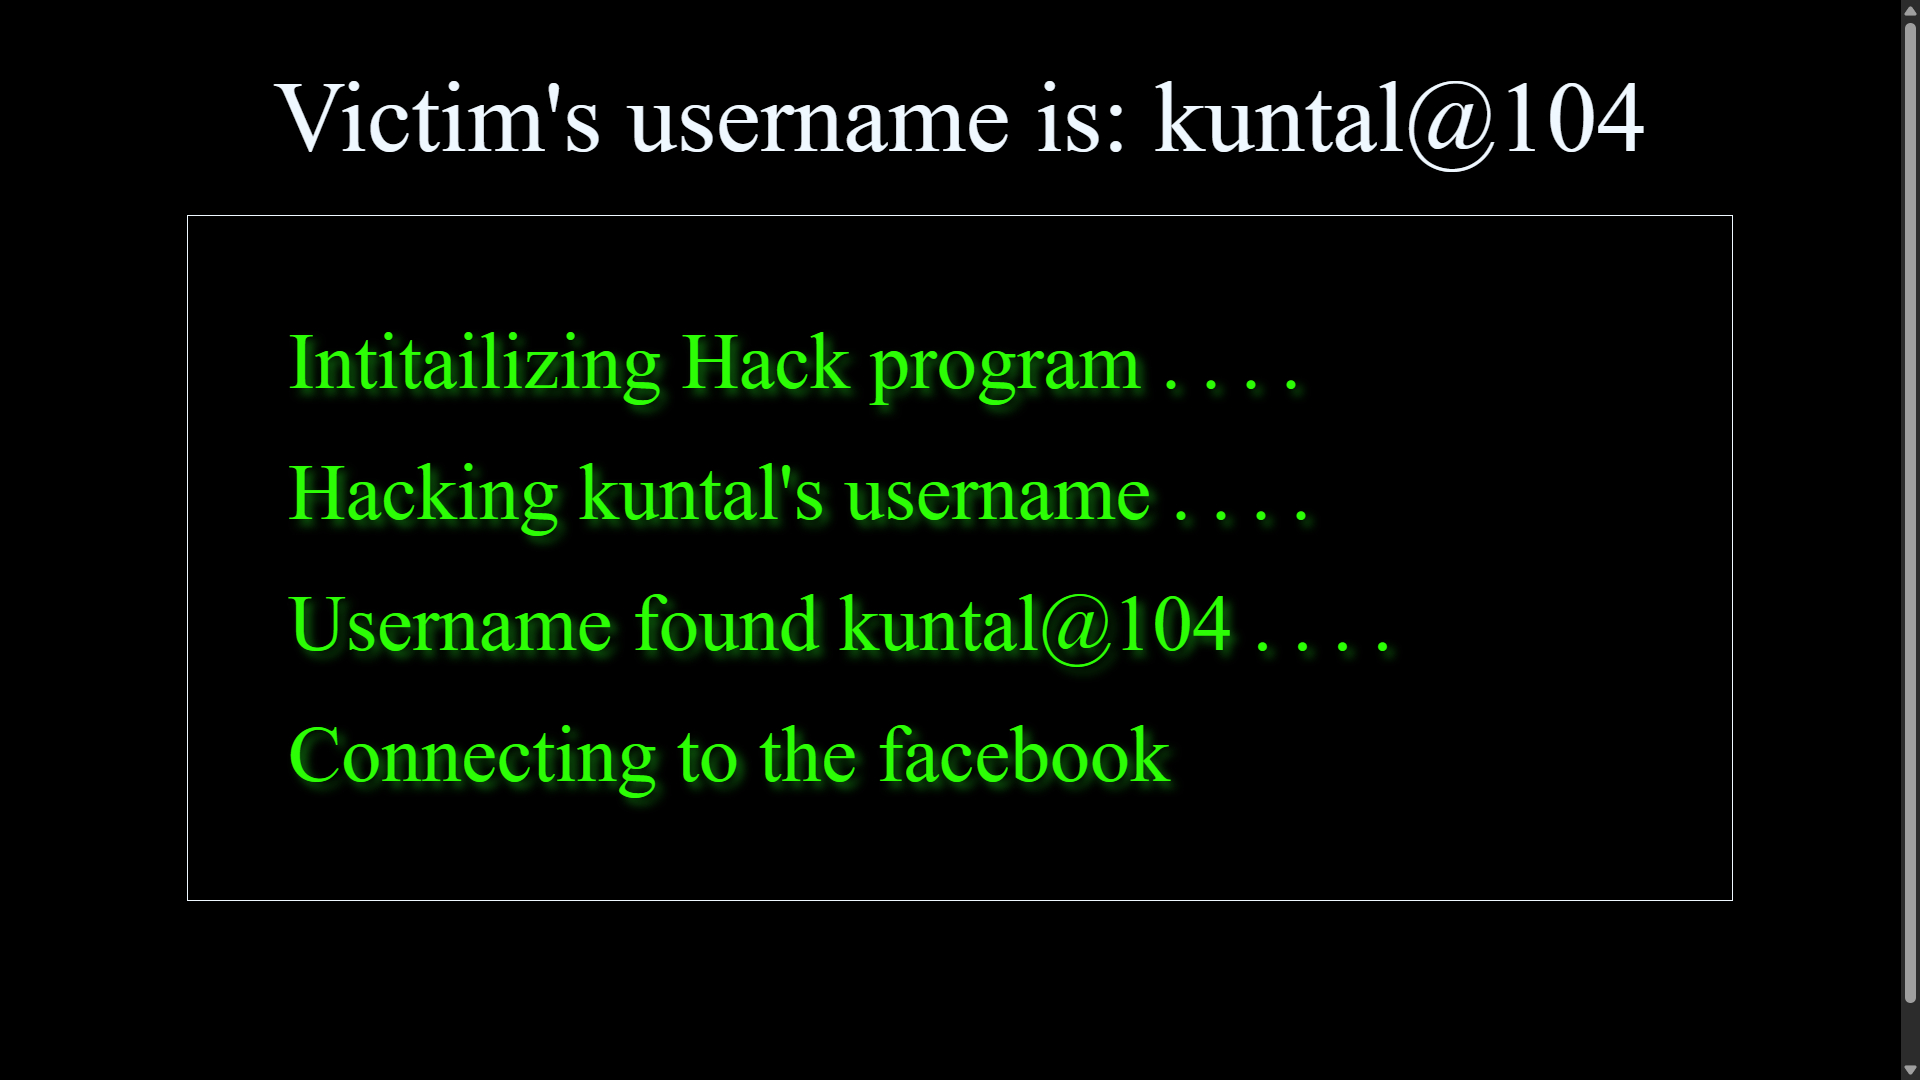 Victim's username is: kuntal@104
Intitailizing Hack program . . . .
Hacking kuntal's username . . . .
Username found kuntal@104 . . . .
Connecting to the facebook